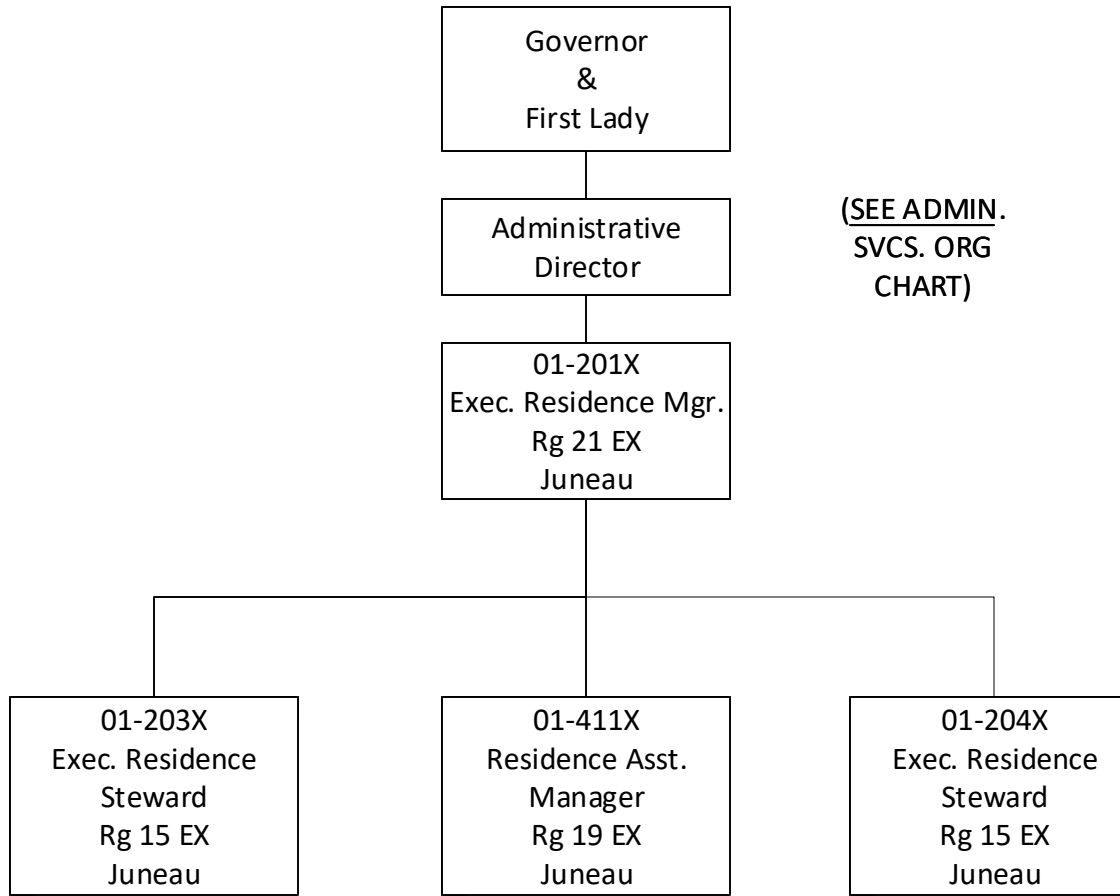 Governor
&
First Lady
Administrative
Director
(SEE ADMIN.
SVCS. ORG
CHART)
01-201X
Exec. Residence Mgr.
Rg 21 EX
Juneau
01-203X
Exec. Residence
Steward
Rg 15 EX
Juneau
01-411X
Residence Asst.
Manager
Rg 19 EX
Juneau
01-204X
Exec. Residence
Steward
Rg 15 EX
Juneau